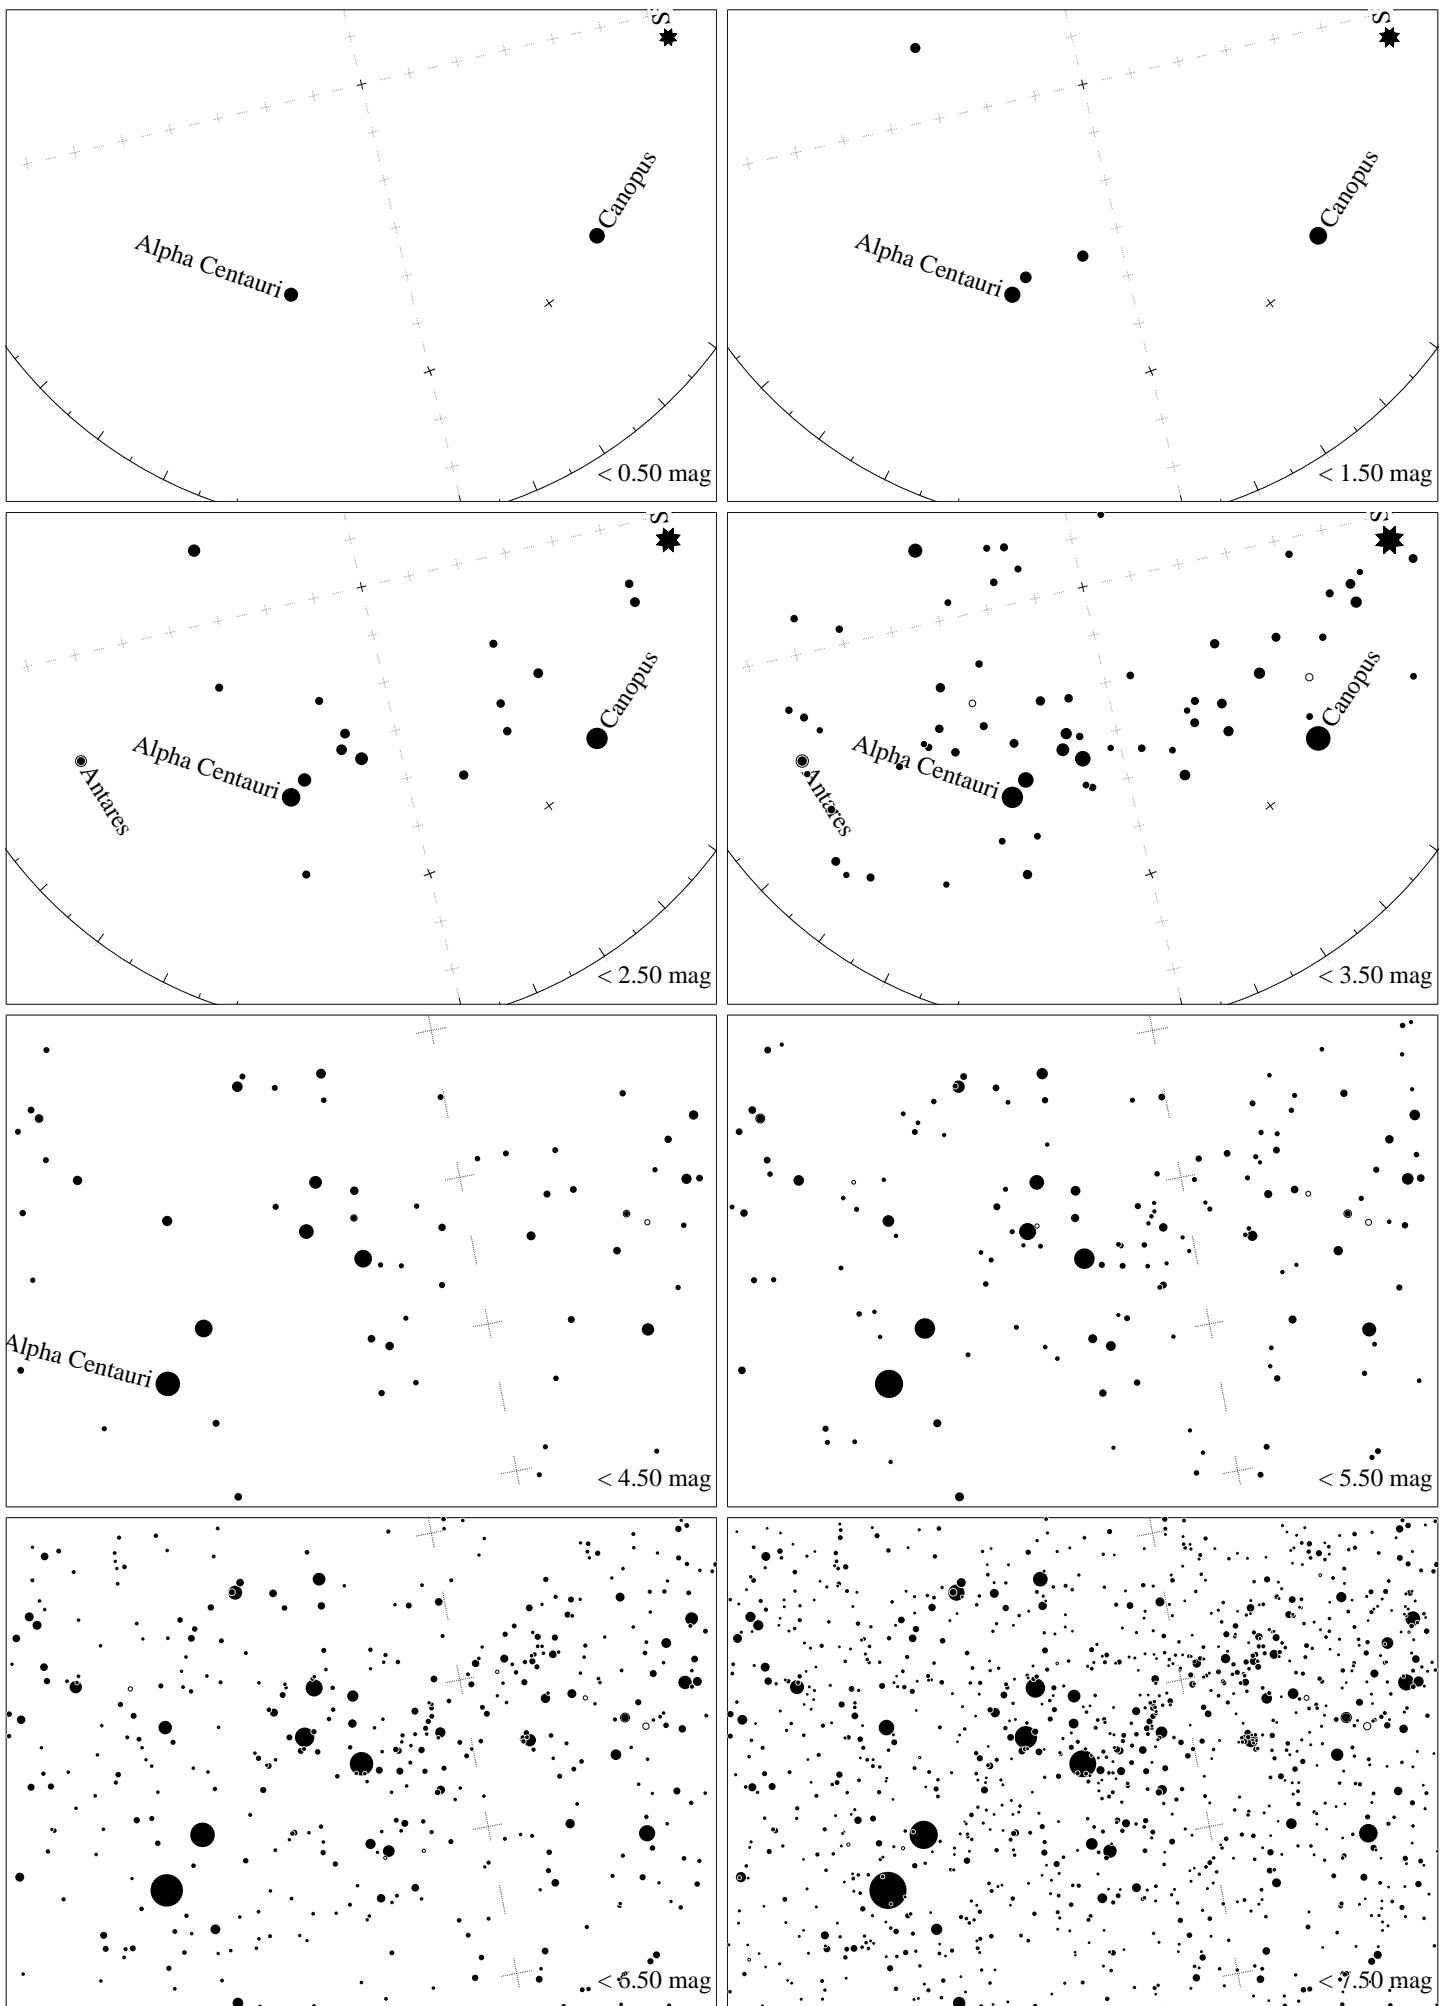 S
Canopus
Alpha Centauri
< 0.50 mag
S
Canopus
Alpha Centauri
< 1.50 mag
S
Canopus
Alpha Centauri
Antares
< 2.50 mag
S
Canopus
Alpha Centauri
Antares
< 3.50 mag
Alpha Centauri
< 4.50 mag
< 5.50 mag
< 6.50 mag
< 7.50 mag